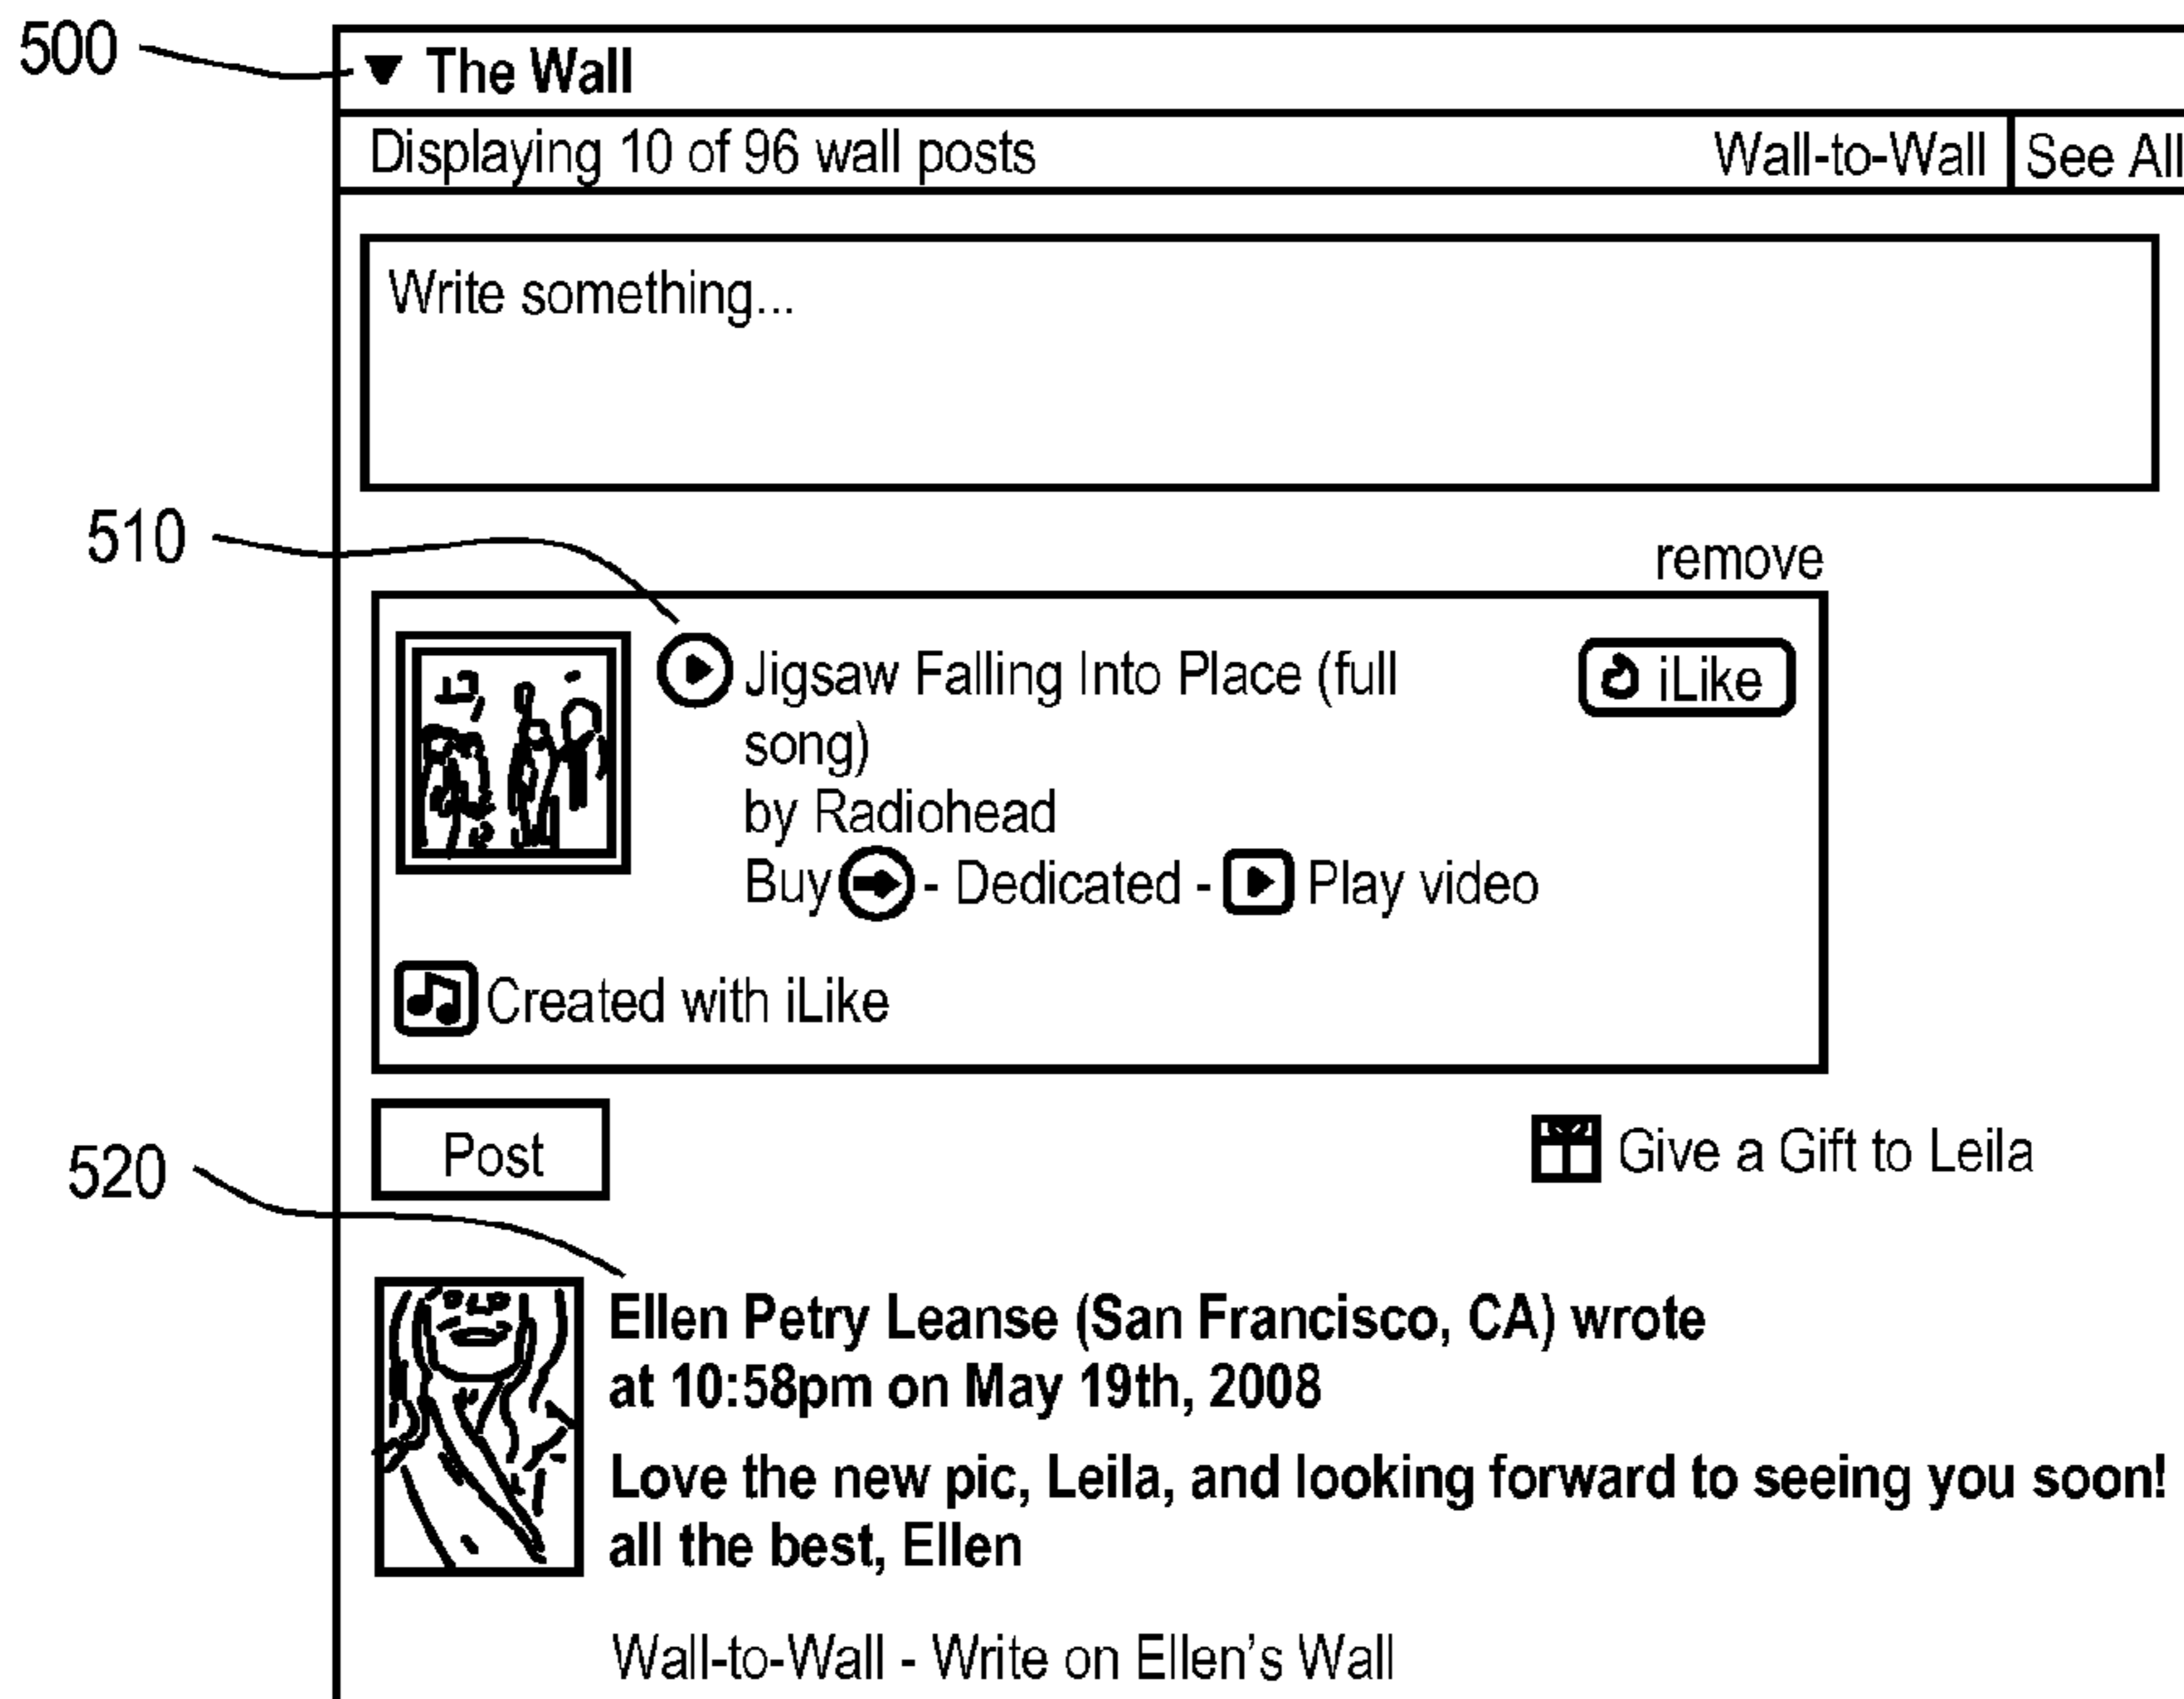 500
The Wall
Displaying 10 of 96 wall posts
Wall-to-Wall
See All
Write something...
510
remove
Jigsaw Falling Into Place (full
song)
by Radiohead
iLike
Buy - Dedicated - Play video
Created with iLike
Post
Give a Gift to Leila
520
Ellen Petry Leanse (San Francisco, CA) wrote
at 10:58pm on May 19th, 2008
Love the new pic, Leila, and looking forward to seeing you soon!
all the best, Ellen
Wall-to-Wall - Write on Ellen's Wall